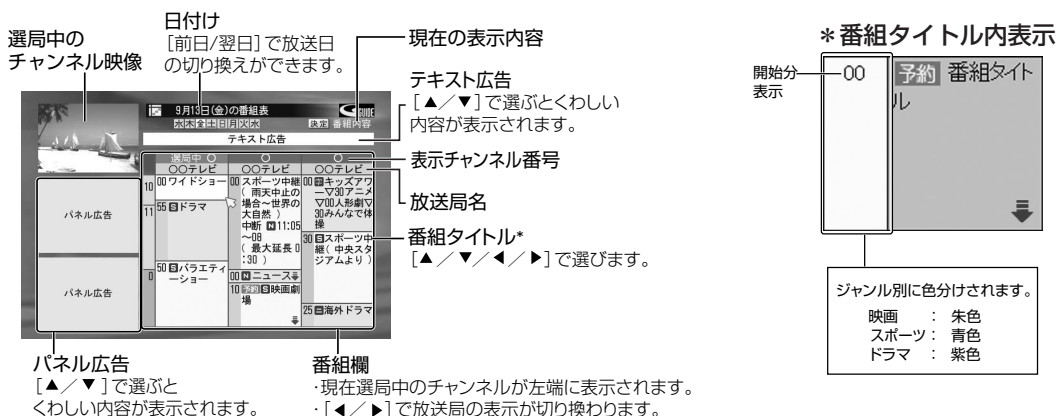 選局中の
チャンネル映像
日付け
[前日/翌日]で放送日
の切り換えができます。
現在の表示内容
テキスト広告
[▲/▼]で選ぶとくわしい
内容が表示されます。
表示チャンネル番号
放送局名
番組タイトル*
[▲/▼/◀/▶]で選びます。
9月13日(金)の番組表
GUIDE
水木金土日月火水
決定 番組内容
テキスト広告
選局中 ○
○
○
○○テレビ
○○テレビ
○○テレビ
パネル広告
パネル広告
10
11
0
00 ワイドショー
55 Sドラマ
50 Sバラエティ
ーショー
00 スポーツ中継
( 雨天中止の
場合〜世界の
大自然 )
中断 N11:05
〜08
( 最大延長 0
:30 )
00 Nニュース
10 予約 S映画劇
場
キッズアワ
ー▽30アニメ
▽00人形劇▽
30みんなで体
操
30 Sスポーツ中
継( 中央スタ
ジアムより )
海外ドラマ
パネル広告
[▲/▼]で選ぶと
くわしい内容が表示されます。
番組欄
・現在選局中のチャンネルが左端に表示されます。
・[◀/▶]で放送局の表示が切り換わります。
*番組タイトル内表示
開始分
表示
00
予約 番組タイト
ル
ジャンル別に色分けされます。
映画 : 朱色
スポーツ : 青色
ドラマ : 紫色